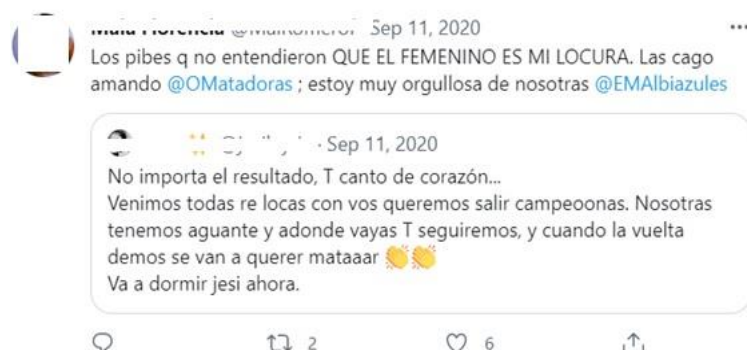 Sep 11, 2020
Los pibes q no entendieron QUE EL FEMENINO ES MI LOCURA. Las cago
amando @OMatadoras ; estoy muy orgullosa de nosotras @EMAlbiazules
· Sep 11, 2020
No importa el resultado, T canto de corazón...
Venimos todas re locas con vos queremos salir campeoonas. Nosotras
tenemos aguante y adonde vayas T seguiremos, y cuando la vuelta
demos se van a querer mataaar 👏👏
Va a dormir jesi ahora.
2 6